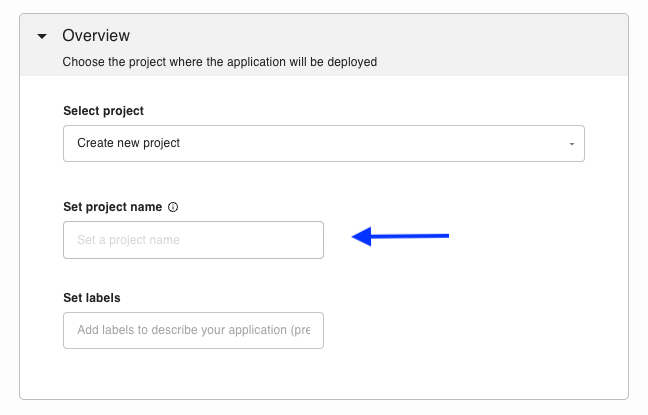 Overview
Choose the project where the application will be deployed
Select project
Create new project
Set project name
Set a project name
Set labels
Add labels to describe your application (pre